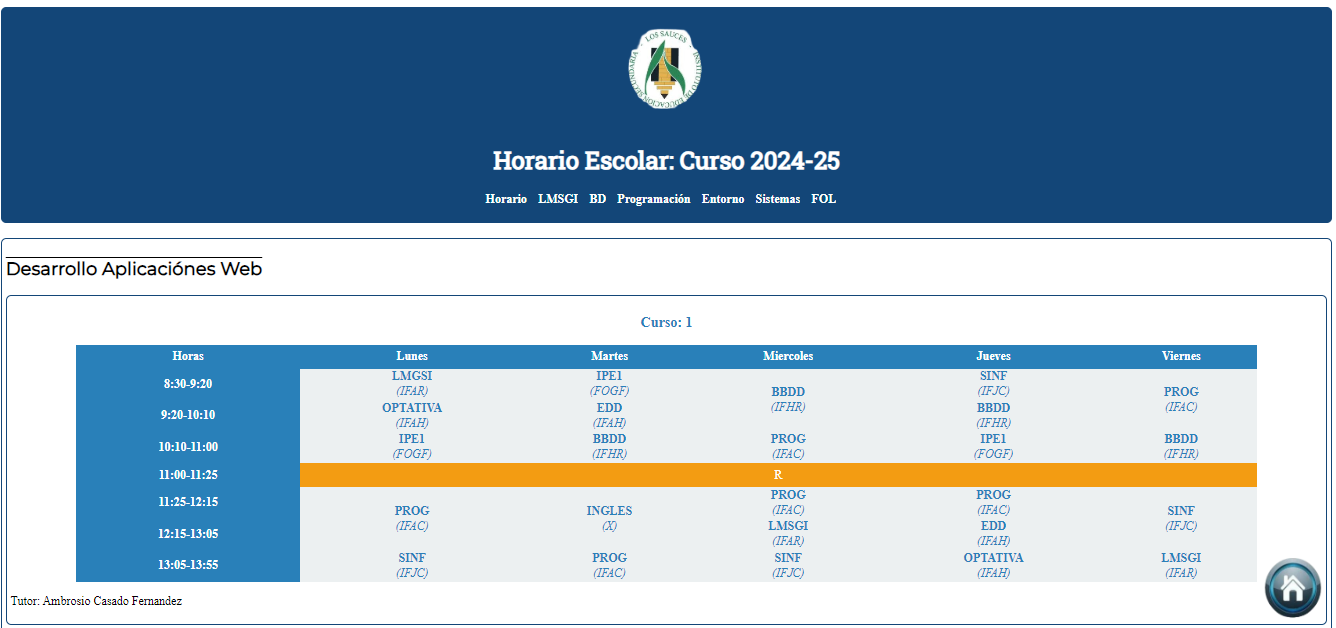 LOS SAUCES - INSTITUTO DE EDUCACIÓN SECUNDARIA
Horario Escolar: Curso 2024-25
Horario LMSGI BD Programación Entorno Sistemas FOL
Desarrollo Aplicaciónes Web
Curso: 1
Horas Lunes Martes Miercoles Jueves Viernes
8:30-9:20 LMGSI IPE1 SINF
(IFAR) (FOGF) BBDD (IFJC) PROG
9:20-10:10 OPTATIVA EDD (IFHR) BBDD (IFAC)
(IFAH) (IFAH) (IFHR)
10:10-11:00 IPE1 BBDD PROG IPE1 BBDD
(FOGF) (IFHR) (IFAC) (FOGF) (IFHR)
11:00-11:25 R
11:25-12:15 PROG PROG
PROG INGLES (IFAC) (IFAC) SINF
12:15-13:05 (IFAC) (X) LMSGI EDD (IFJC)
(IFAR) (IFAH)
13:05-13:55 SINF PROG SINF OPTATIVA LMSGI
(IFJC) (IFAC) (IFJC) (IFAH) (IFAR)
Tutor: Ambrosio Casado Fernandez